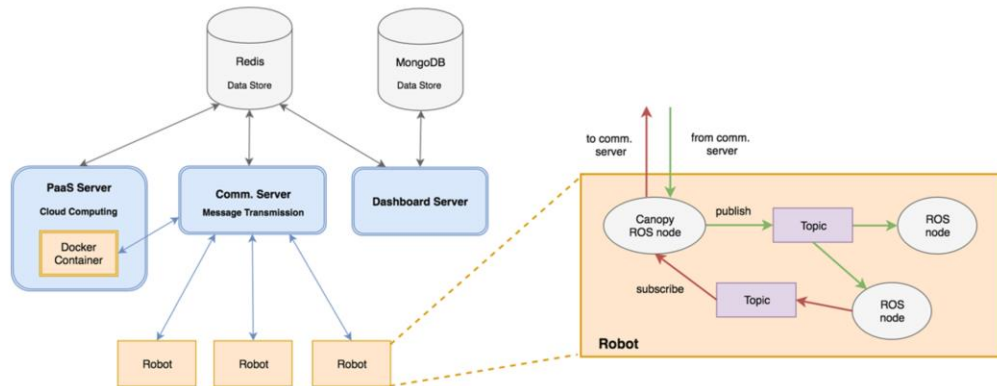 Redis
Data Store
MongoDB
Data Store
to comm.
server
from comm.
server
PaaS Server
Cloud Computing
Docker
Container
Comm. Server
Message Transmission
Dashboard Server
Canopy
ROS node
publish
Topic
ROS
node
subscribe
Topic
ROS
node
Robot
Robot
Robot
Robot